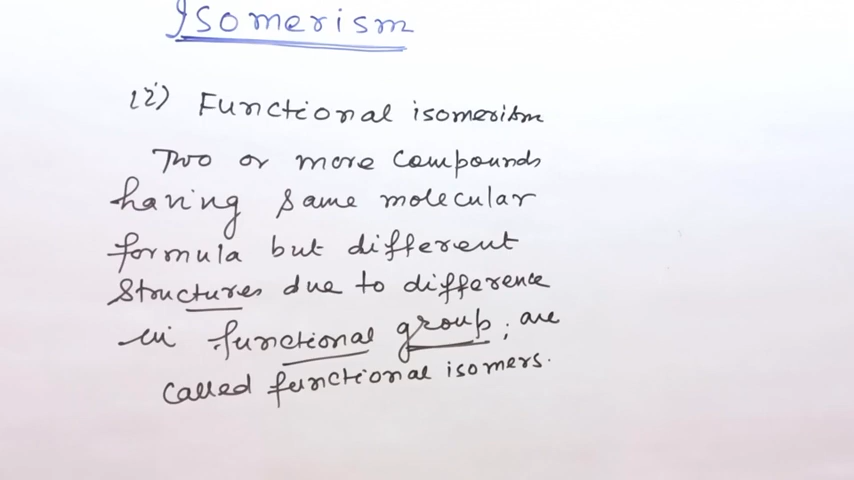 Isomerism
(i) Functional isomerism
Two or more compounds
having same molecular
formula but different
structures due to difference
in functional group, are
called functional isomers.